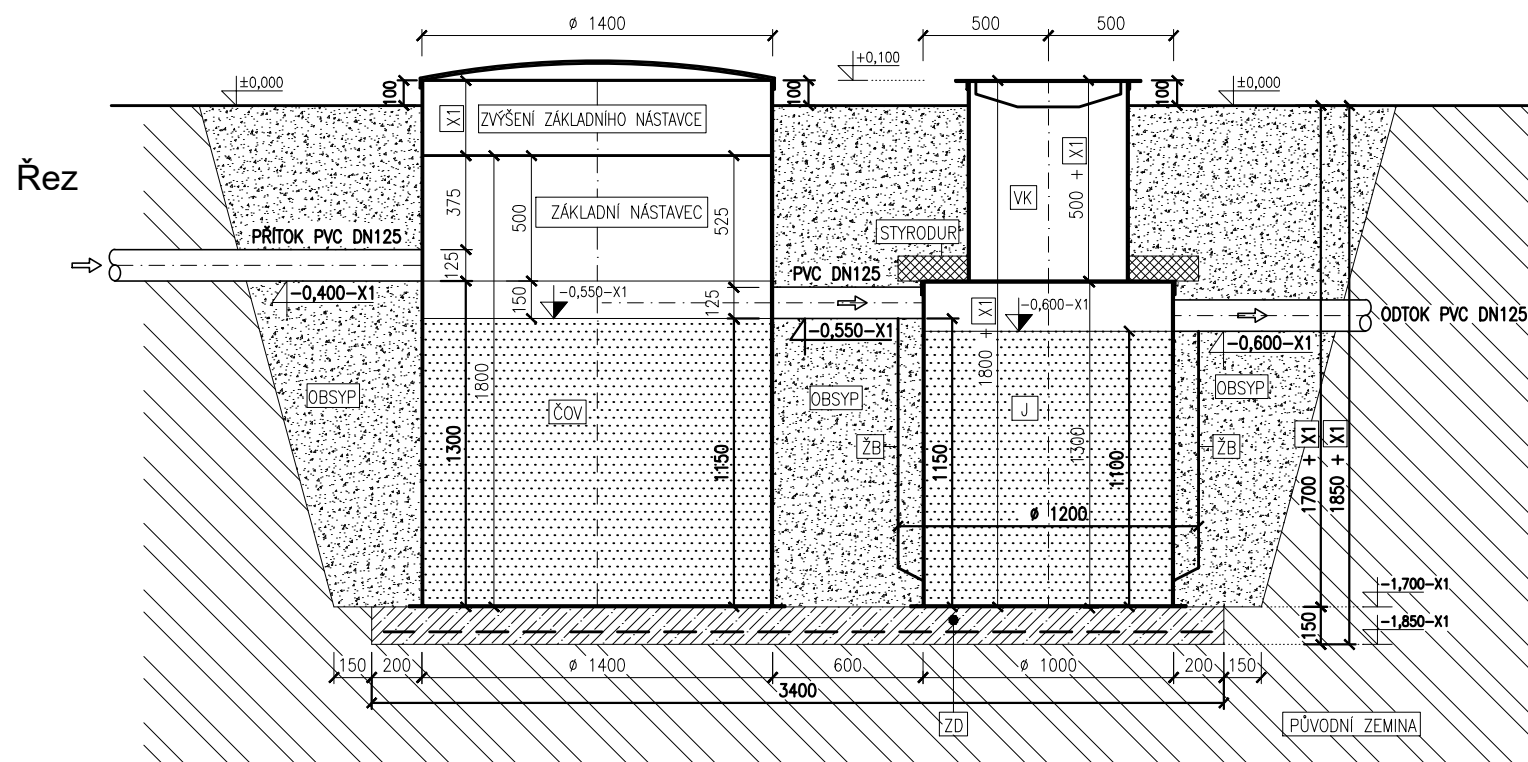 ø 1400
500
500
±0,000
+0,100
±0,000
100
100
100
X1
ZVÝŠENÍ ZÁKLADNÍHO NÁSTAVCE
Řez
375
500
ZÁKLADNÍ NÁSTAVEC
525
VK
500 + X1
STYRODUR
PŘÍTOK PVC DN125
125
PVC DN125
-0,400-X1
150
-0,550-X1
125
-0,550-X1
-0,600-X1
ODTOK PVC DN125
-0,600-X1
1800
1800 + X1
OBSYP
ČOV
OBSYP
J
OBSYP
1300
1150
ŽB
1150
1300
1100
ŽB
1700 + X1
1850 + X1
ø 1200
-1,700-X1
150
-1,850-X1
150
200
ø 1400
600
ø 1000
200
150
3400
ZD
PŮVODNÍ ZEMINA